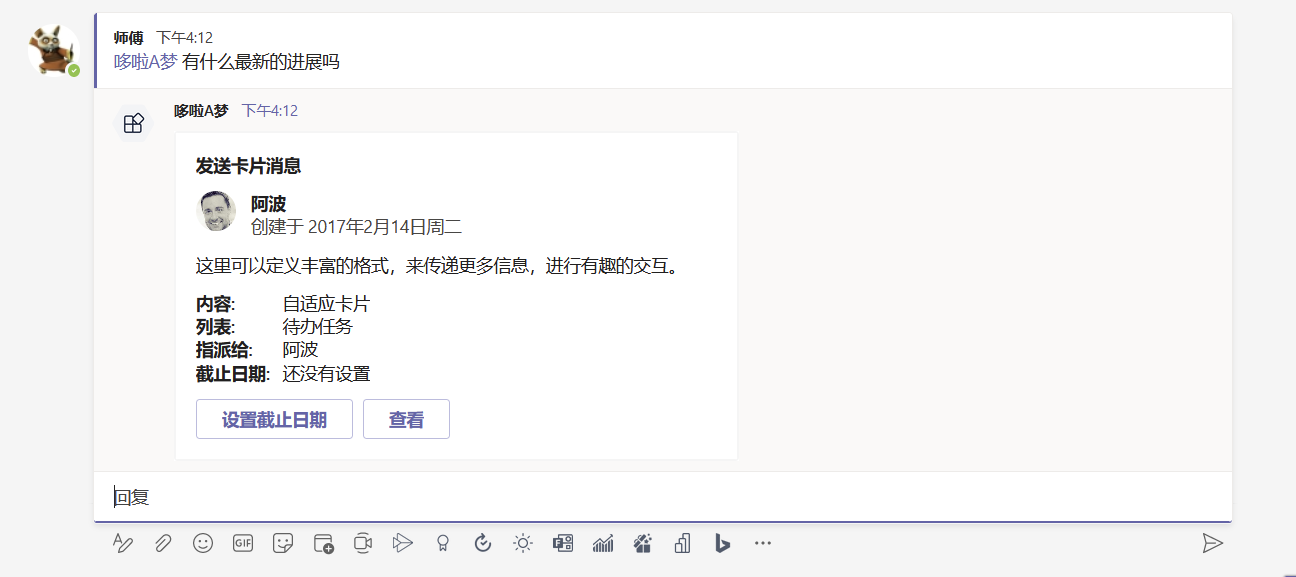 师傅 下午4:12
哆啦A梦 有什么最新的进展吗
哆啦A梦 下午4:12
发送卡片消息
阿波
创建于 2017年2月14日周二
这里可以定义丰富的格式，来传递更多信息，进行有趣的交互。
内容: 自适应卡片
列表: 待办任务
指派给: 阿波
截止日期: 还没有设置
设置截止日期 查看
回复
GIF